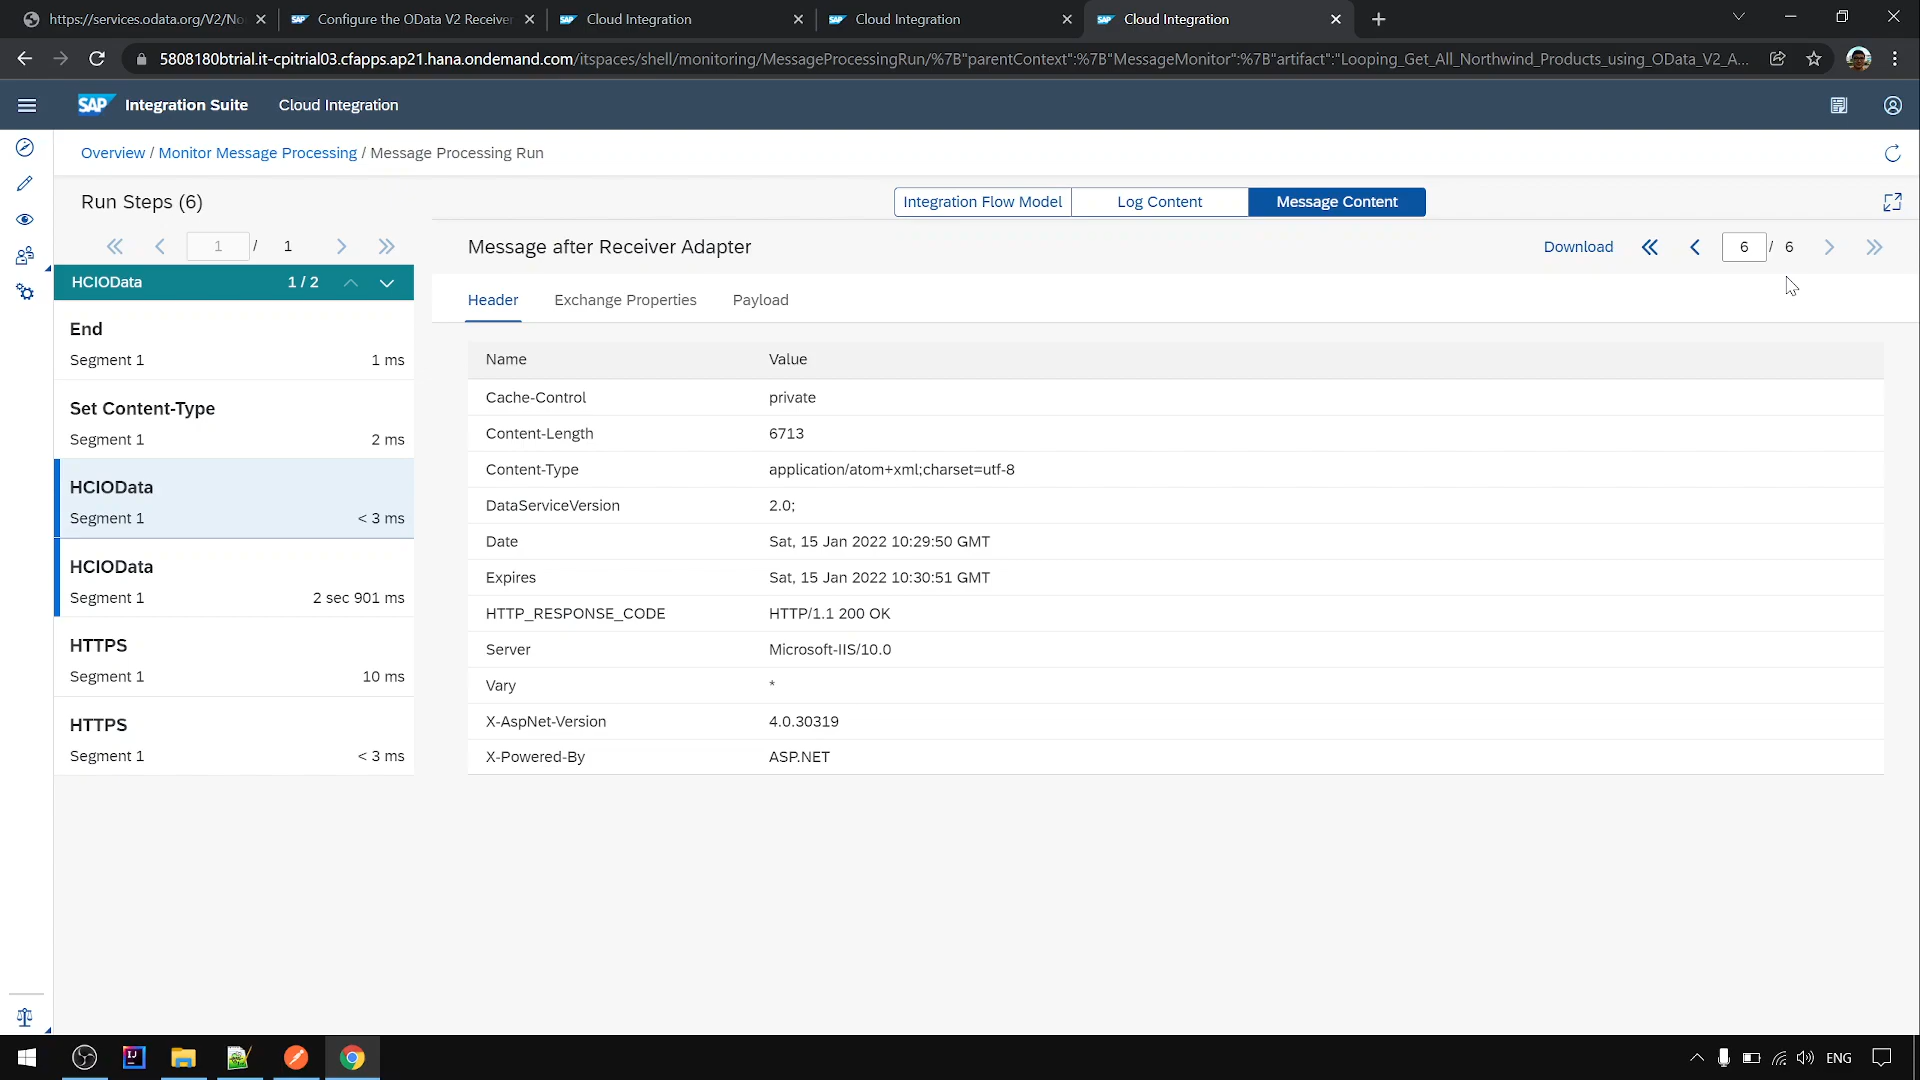 https://services.odata.org/V2/No
Configure the OData V2 Receiver
Cloud Integration
Cloud Integration
Cloud Integration
5808180btrial.it-cpitrial03.cfapps.ap21.hana.ondemand.com/itspaces/shell/monitoring/MessageProcessingRun/%7B"parentContext":%7B"MessageMonitor":%7B"artifact":"Looping_Get_All_Northwind_Products_using_OData_V2_A...
SAP Integration Suite Cloud Integration
Overview / Monitor Message Processing / Message Processing Run
Run Steps (6)
Integration Flow Model
Log Content
Message Content
1 / 1
Message after Receiver Adapter
Download
6 / 6
HCIOData 1 / 2
Header
Exchange Properties
Payload
End
Segment 1 1 ms
Set Content-Type
Segment 1 2 ms
HCIOData
Segment 1 < 3 ms
HCIOData
Segment 1 2 sec 901 ms
HTTPS
Segment 1 10 ms
HTTPS
Segment 1 < 3 ms
Name Value
Cache-Control private
Content-Length 6713
Content-Type application/atom+xml;charset=utf-8
DataServiceVersion 2.0;
Date Sat, 15 Jan 2022 10:29:50 GMT
Expires Sat, 15 Jan 2022 10:30:51 GMT
HTTP_RESPONSE_CODE HTTP/1.1 200 OK
Server Microsoft-IIS/10.0
Vary *
X-AspNet-Version 4.0.30319
X-Powered-By ASP.NET
ENG